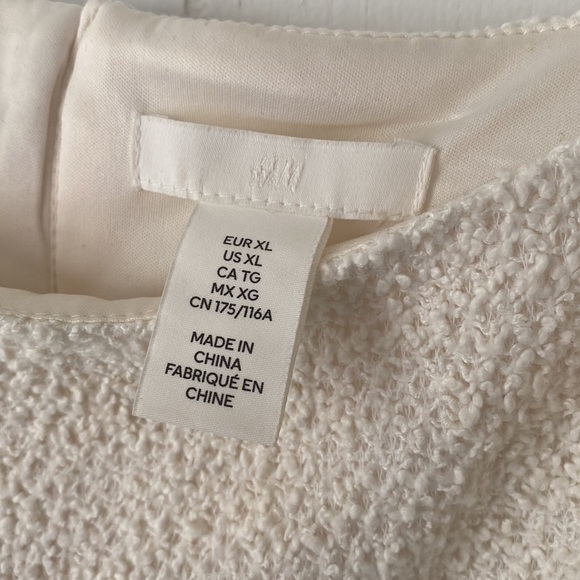 H&M
EUR XL
US XL
CA TG
MX XG
CN 175/116A
MADE IN
CHINA
FABRIQUÉ EN
CHINE